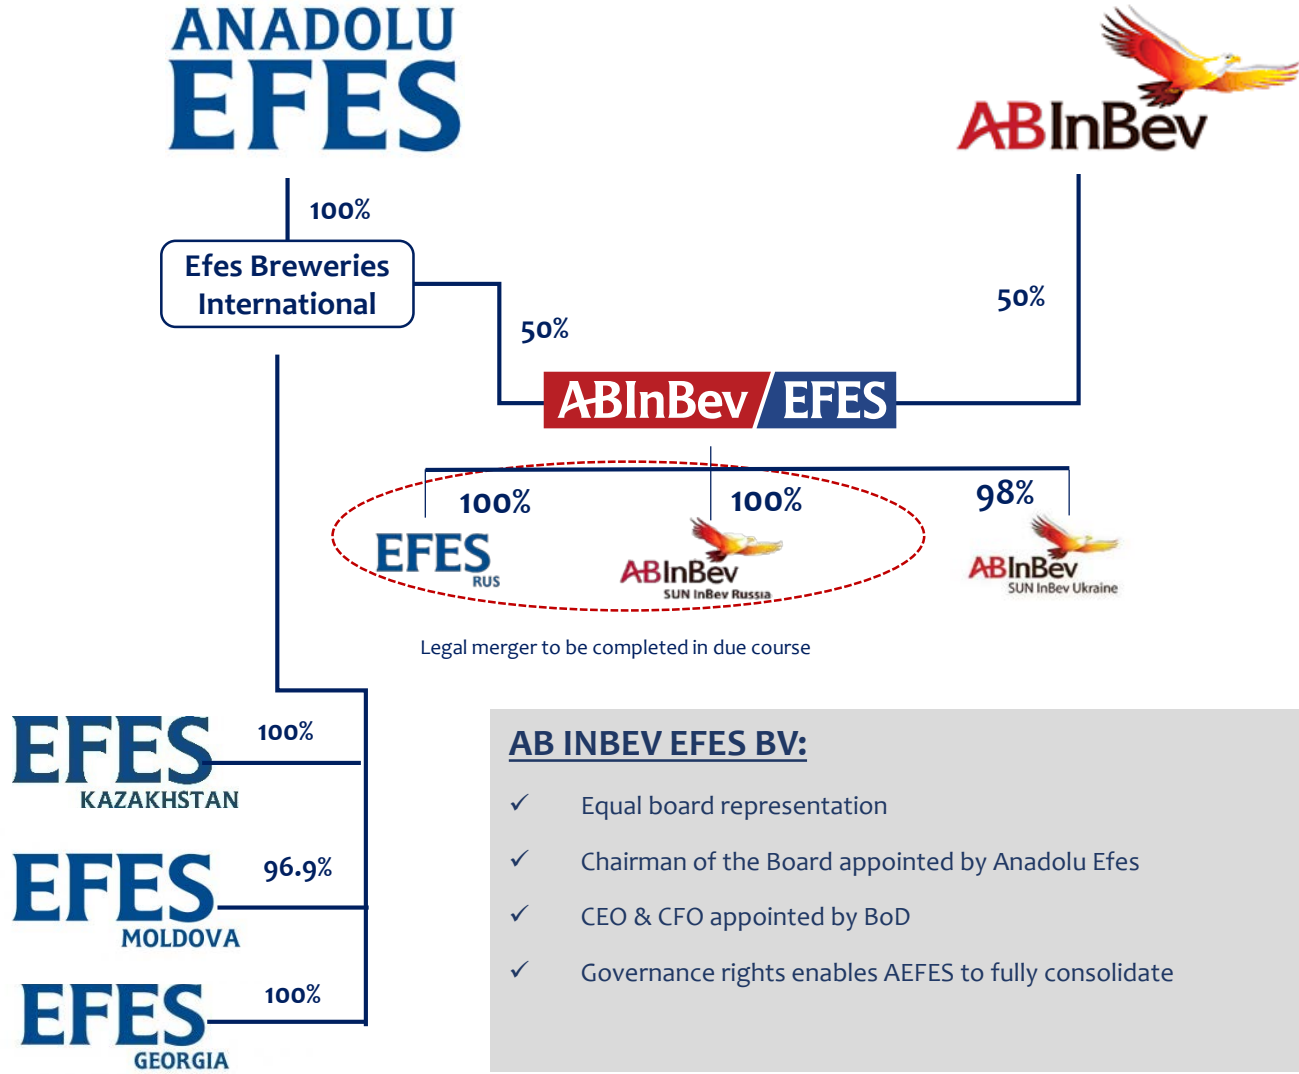 ANADOLU
EFES
ABInBev
100%
Efes Breweries
International
50%
50%
ABInBev EFES
100%
100%
98%
EFES
RUS
ABInBev
SUN InBev Russia
ABInBev
SUN InBev Ukraine
Legal merger to be completed in due course
EFES
KAZAKHSTAN
100%
EFES
MOLDOVA
96.9%
EFES
GEORGIA
100%
AB INBEV EFES BV:
✓ Equal board representation
✓ Chairman of the Board appointed by Anadolu Efes
✓ CEO & CFO appointed by BoD
✓ Governance rights enables AEFES to fully consolidate